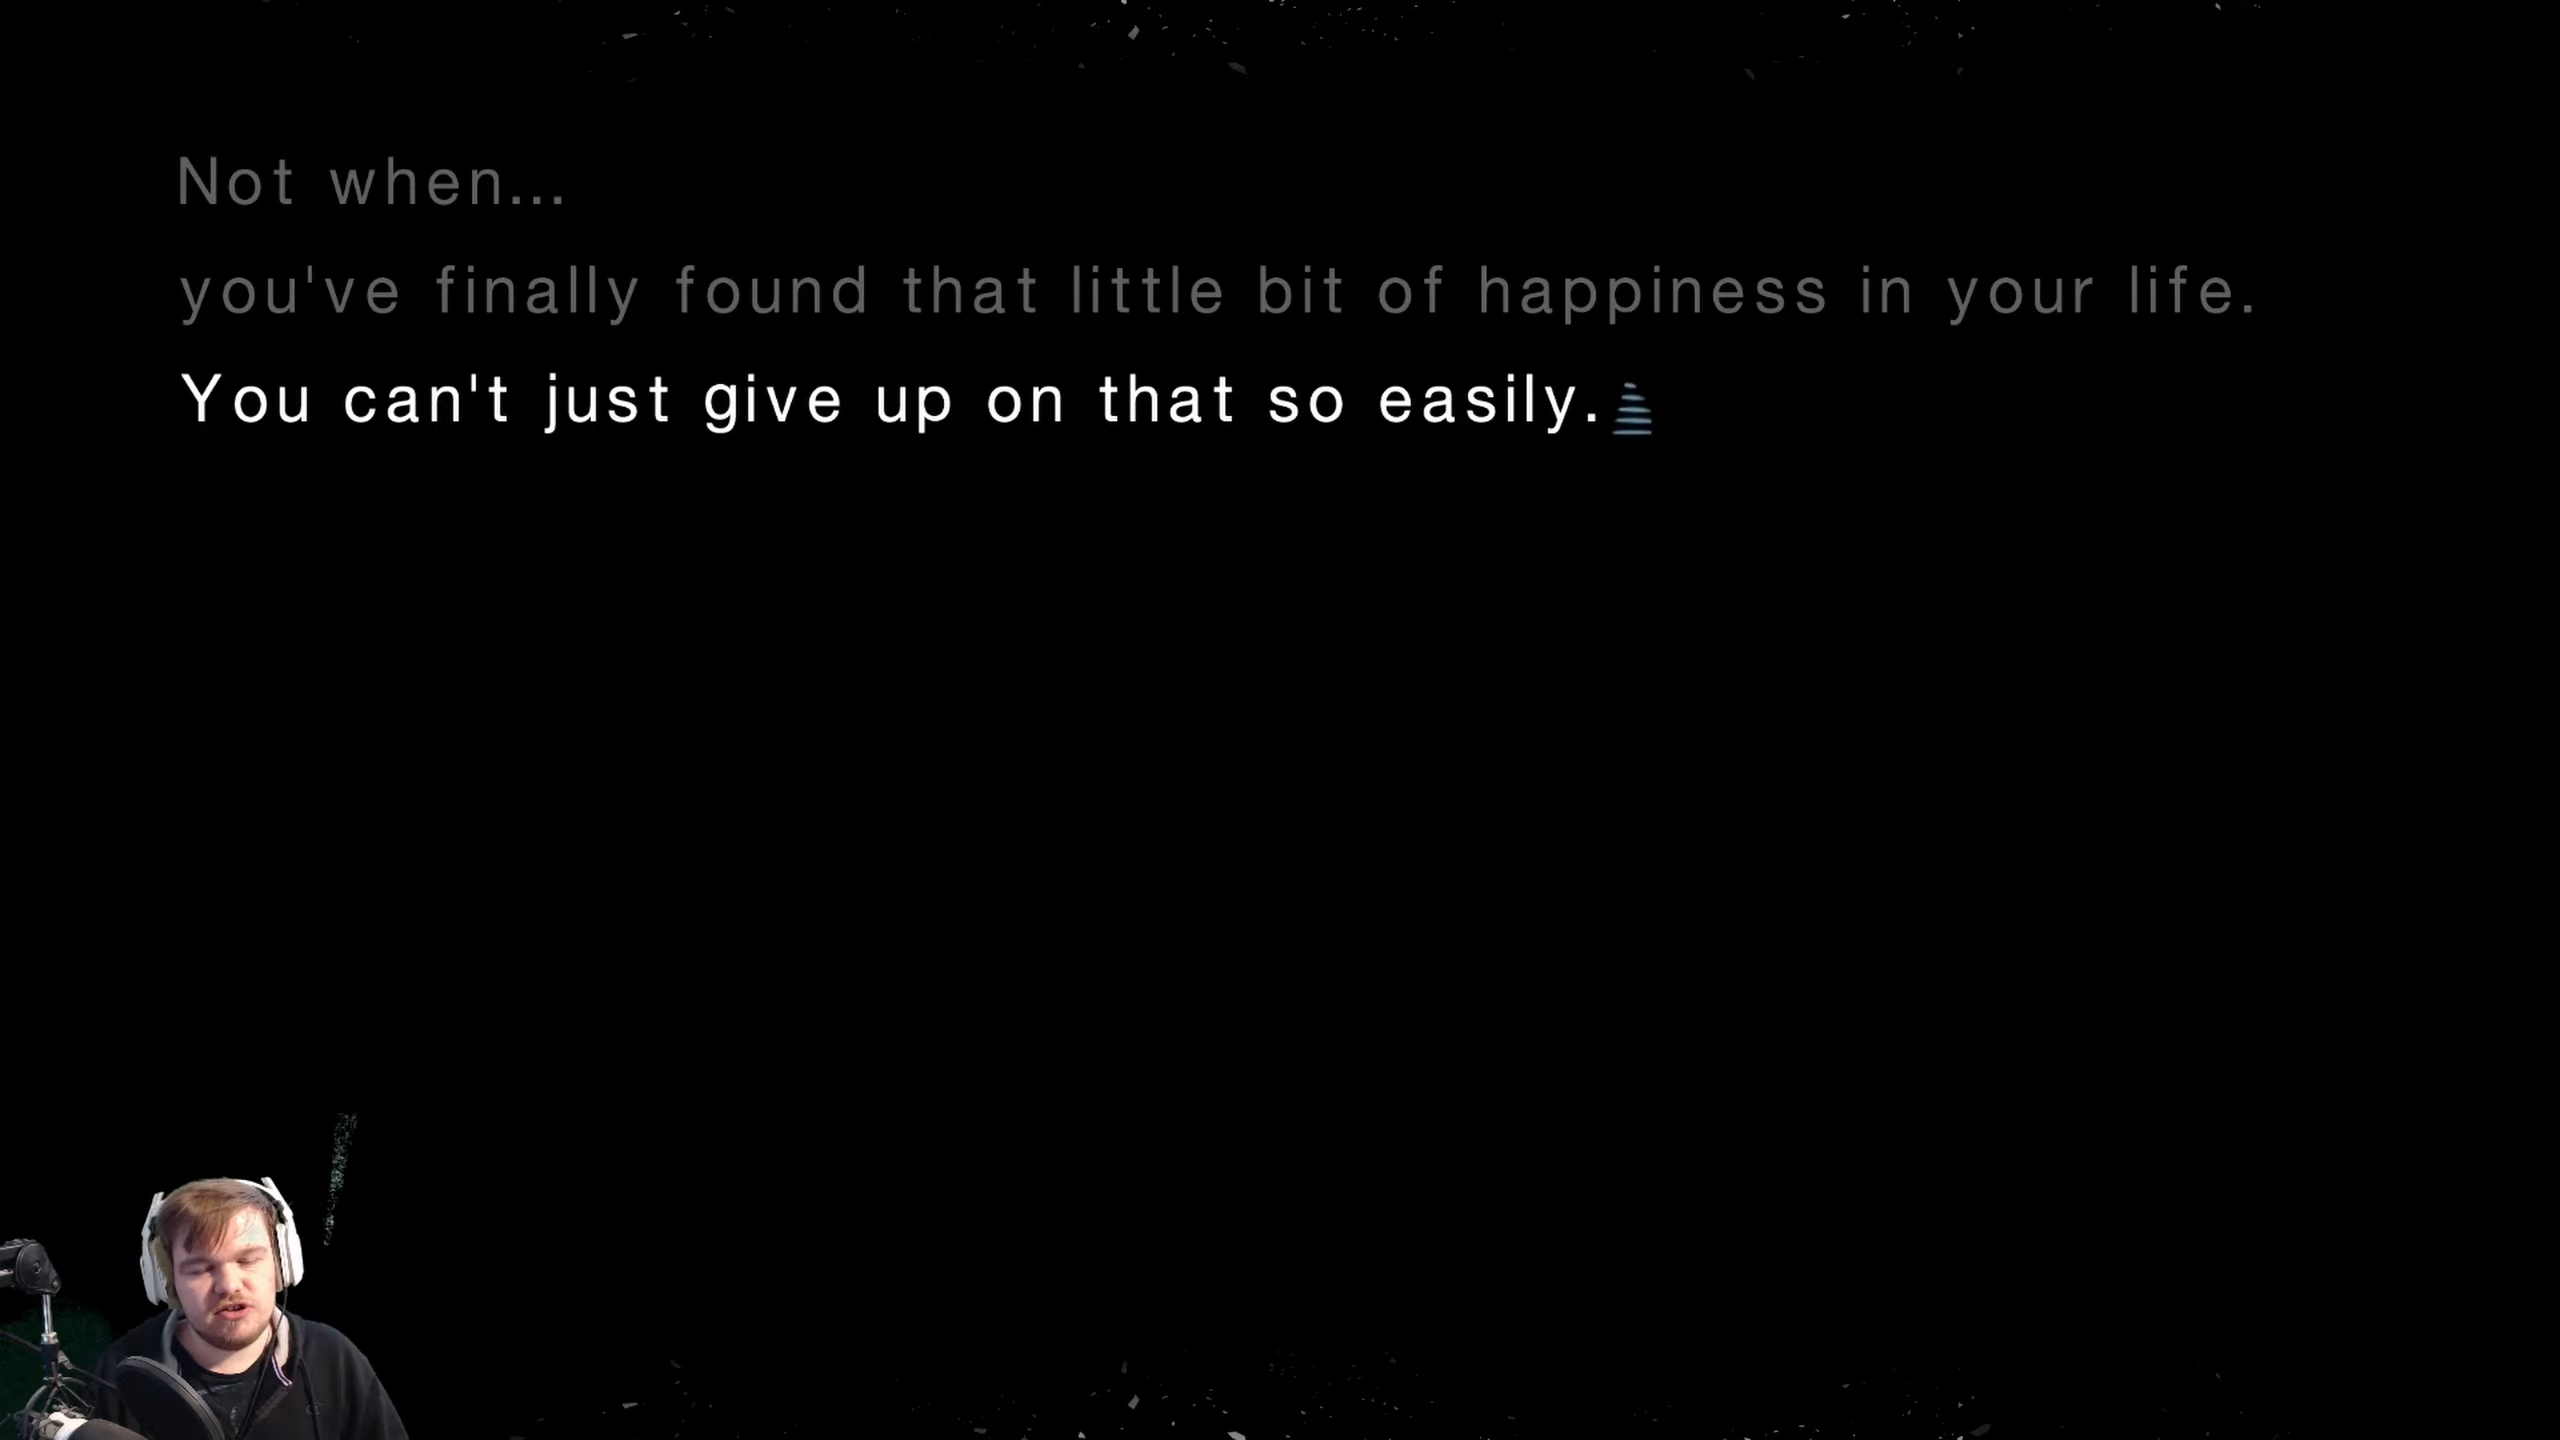 Not when...
you've finally found that little bit of happiness in your life.
You can't just give up on that so easily.